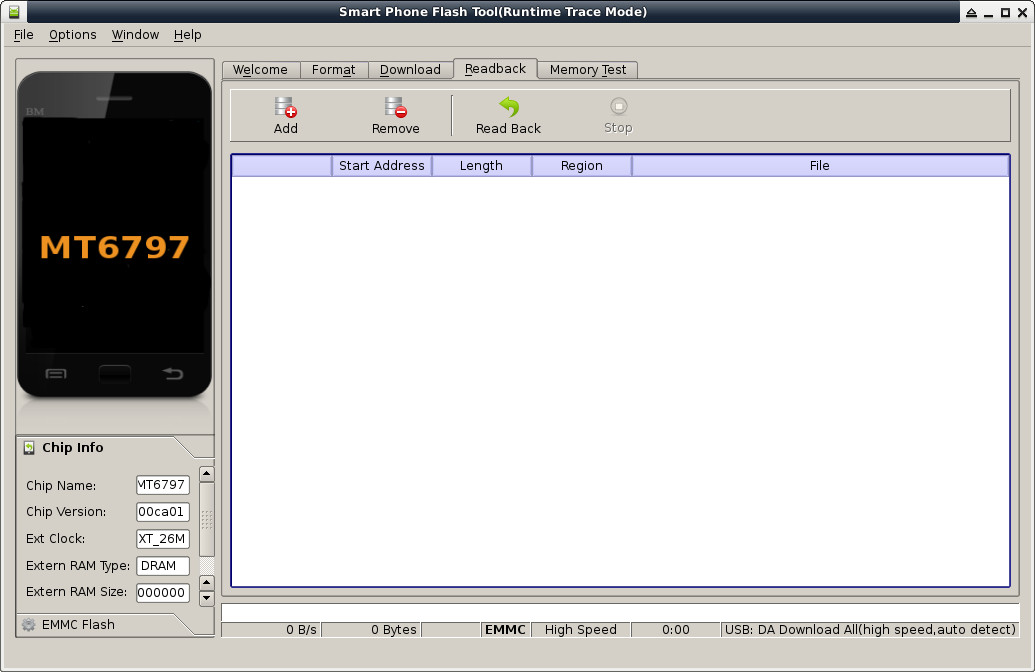 Smart Phone Flash Tool(Runtime Trace Mode)
File Options Window Help
Welcome Format Download Readback Memory Test
Add Remove Read Back Stop
Start Address Length Region File
BM
MT6797
Chip Info
Chip Name: MT6797
Chip Version: 00ca01
Ext Clock: XT_26M
Extern RAM Type: DRAM
Extern RAM Size: 000000
EMMC Flash
0 B/s 0 Bytes EMMC High Speed 0:00 USB: DA Download All(high speed,auto detect)